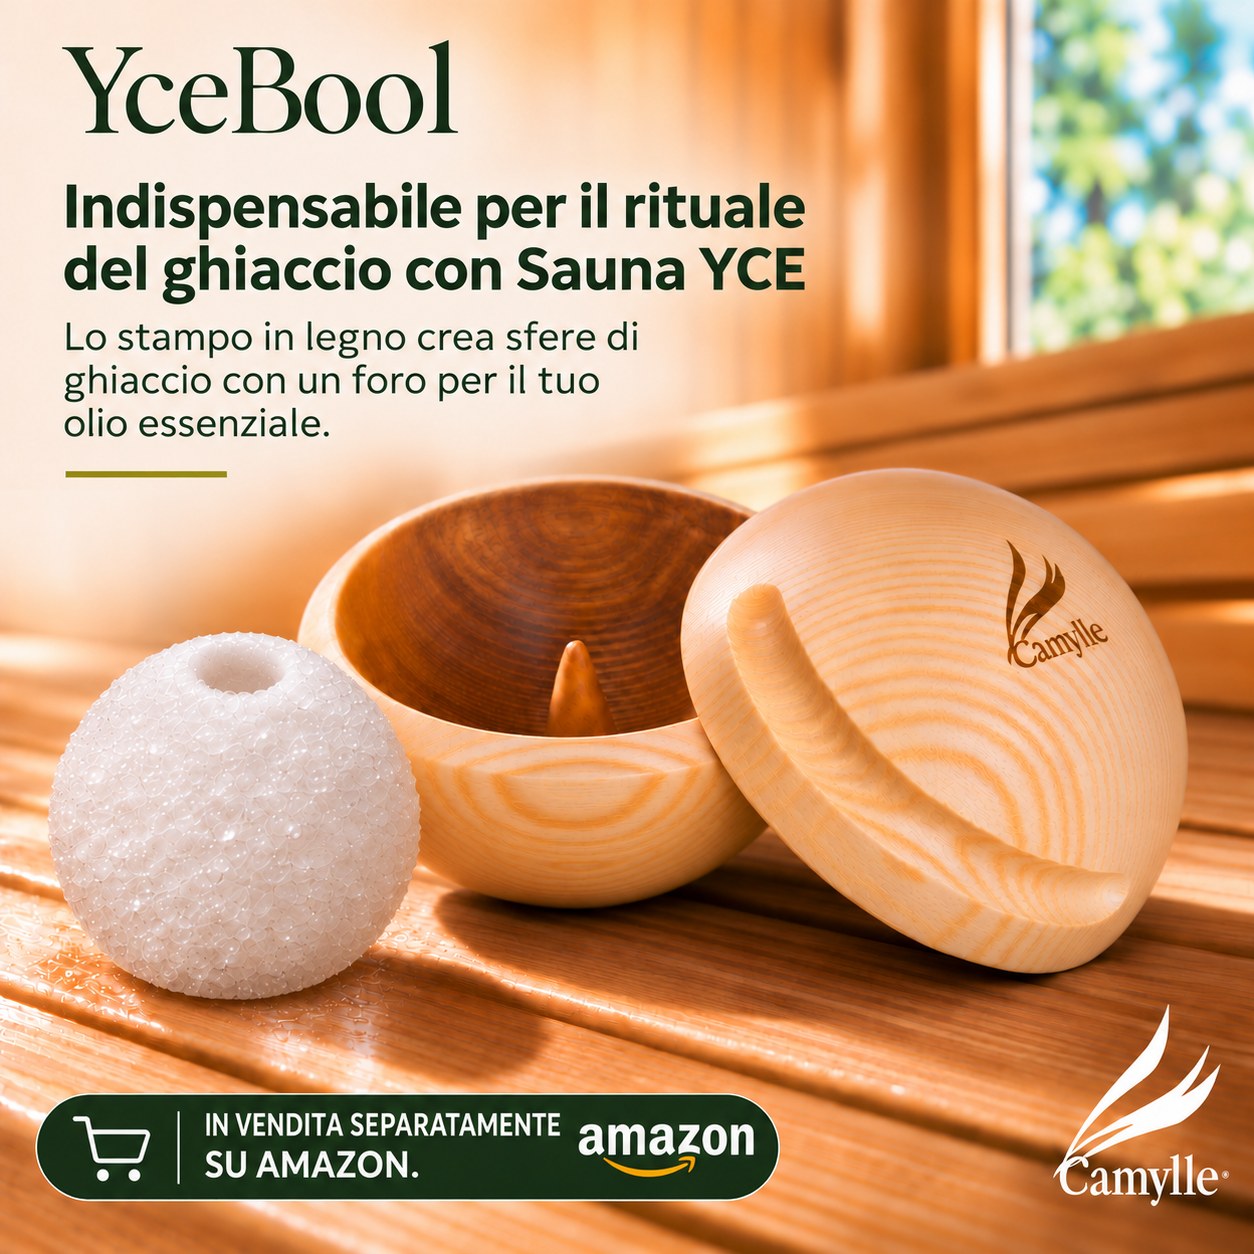 YceBool
Indispensabile per il rituale
del ghiaccio con Sauna YCE
Lo stampo in legno crea sfere di
ghiaccio con un foro per il tuo
olio essenziale.
Camylle
IN VENDITA SEPARATAMENTE
SU AMAZON.
amazon
Camylle®